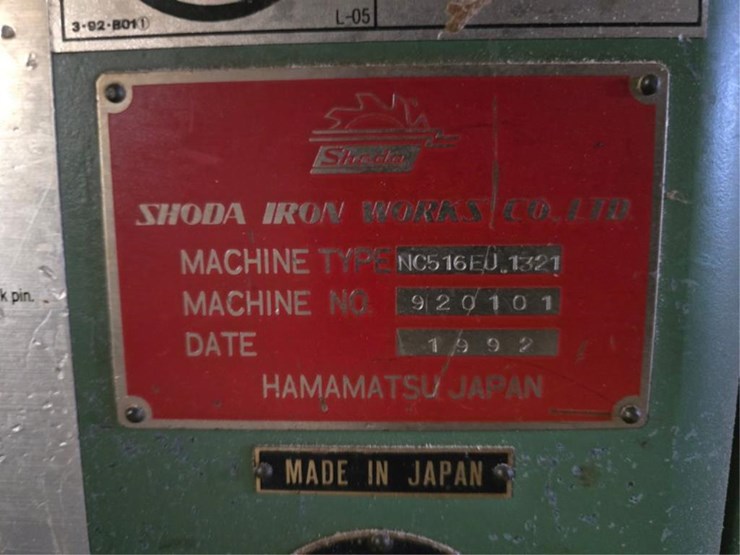 3-92-B011
L-05
Shoda
SHODA IRON WORKS CO., LTD.
MACHINE TYPE NC516EJ.1321
MACHINE NO. 920101
DATE 1992
HAMAMATSU JAPAN
k pin.
MADE IN JAPAN